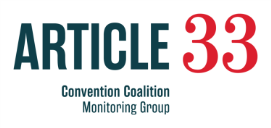 ARTICLE 33
Convention Coalition
Monitoring Group